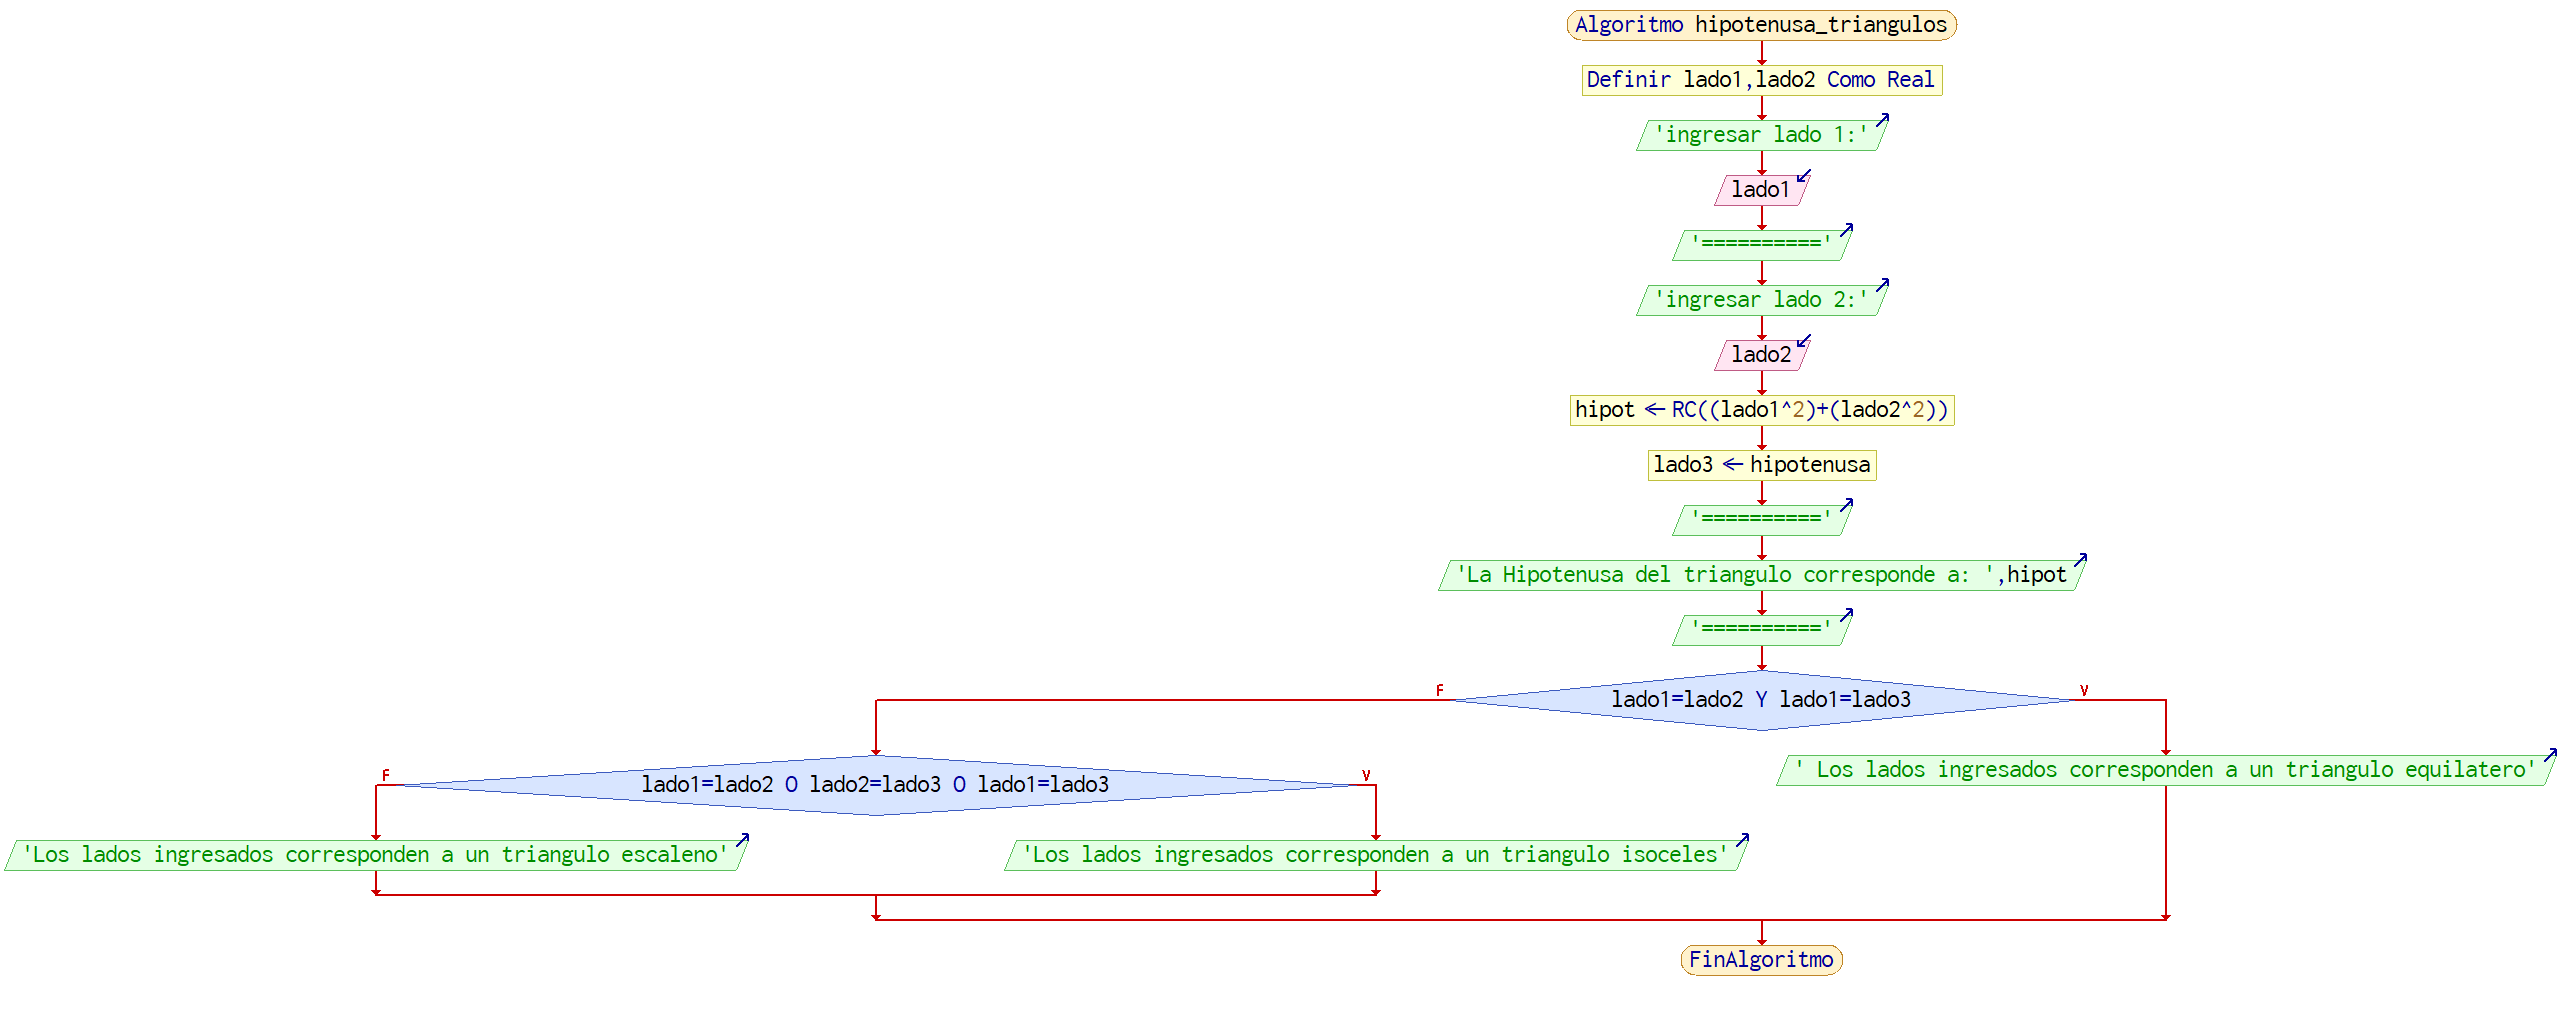 Algoritmo hipotenusa_triangulos
Definir lado1,lado2 Como Real
'ingresar lado 1:'
lado1
'=========='
'ingresar lado 2:'
lado2
hipot ← RC((lado1^2)+(lado2^2))
lado3 ← hipotenusa
'=========='
'La Hipotenusa del triangulo corresponde a: ',hipot
'=========='
F
lado1=lado2 Y lado1=lado3
V
F
lado1=lado2 O lado2=lado3 O lado1=lado3
V
' Los lados ingresados corresponden a un triangulo equilatero'
'Los lados ingresados corresponden a un triangulo escaleno'
'Los lados ingresados corresponden a un triangulo isoceles'
FinAlgoritmo